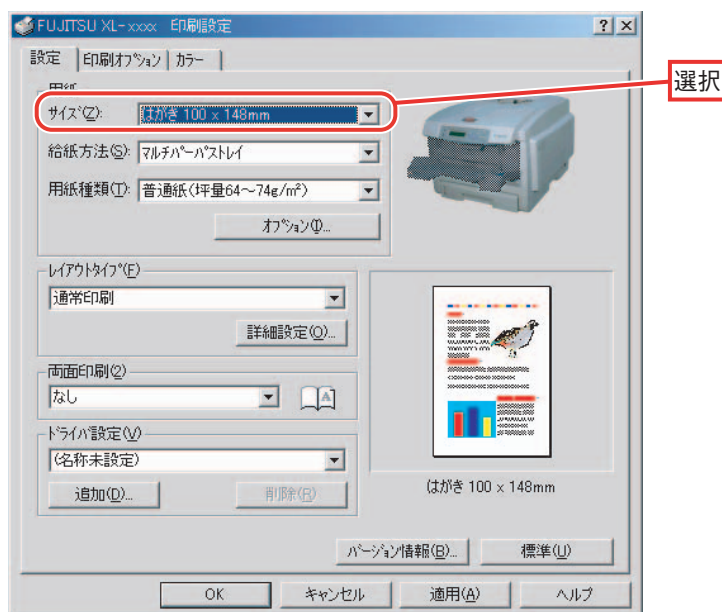 FUJITSU XL-xxxx 印刷設定
設定 印刷オプション カラー
用紙
サイズ(Z): はがき 100 x 148mm
選択
給紙方法(S): マルチパーパストレイ
用紙種類(T): 普通紙(坪量64～74g/m²)
オプション(I)...
レイアウトタイプ(F)
通常印刷
詳細設定(O)...
両面印刷(2)
なし
A
ドライバ設定(V)
(名称未設定)
追加(D)... 削除(R)
はがき 100 x 148mm
バージョン情報(B)... 標準(U)
OK キャンセル 適用(A) ヘルプ